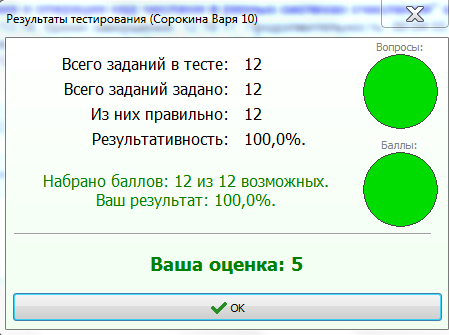 Результаты тестирования (Сорокина Варя 10)
Вопросы:
Всего заданий в тесте: 12
Всего заданий задано: 12
Из них правильно: 12
Результативность: 100,0%.
Баллы:
Набрано баллов: 12 из 12 возможных.
Ваш результат: 100,0%.
Ваша оценка: 5
OK